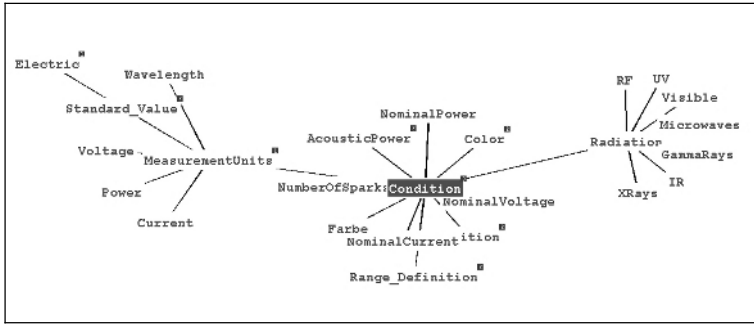 Electric
Wavelength
Standard_Value
Voltage
MeasurementUnits
Power
Current
NominalPower
AcousticPower
Color
NumberOfSparks
Condition
NominalVoltage
Farbe
NominalCurrent
ition
Range_Definition
RF
UV
Visible
Microwaves
Radiation
GammaRays
IR
XRays